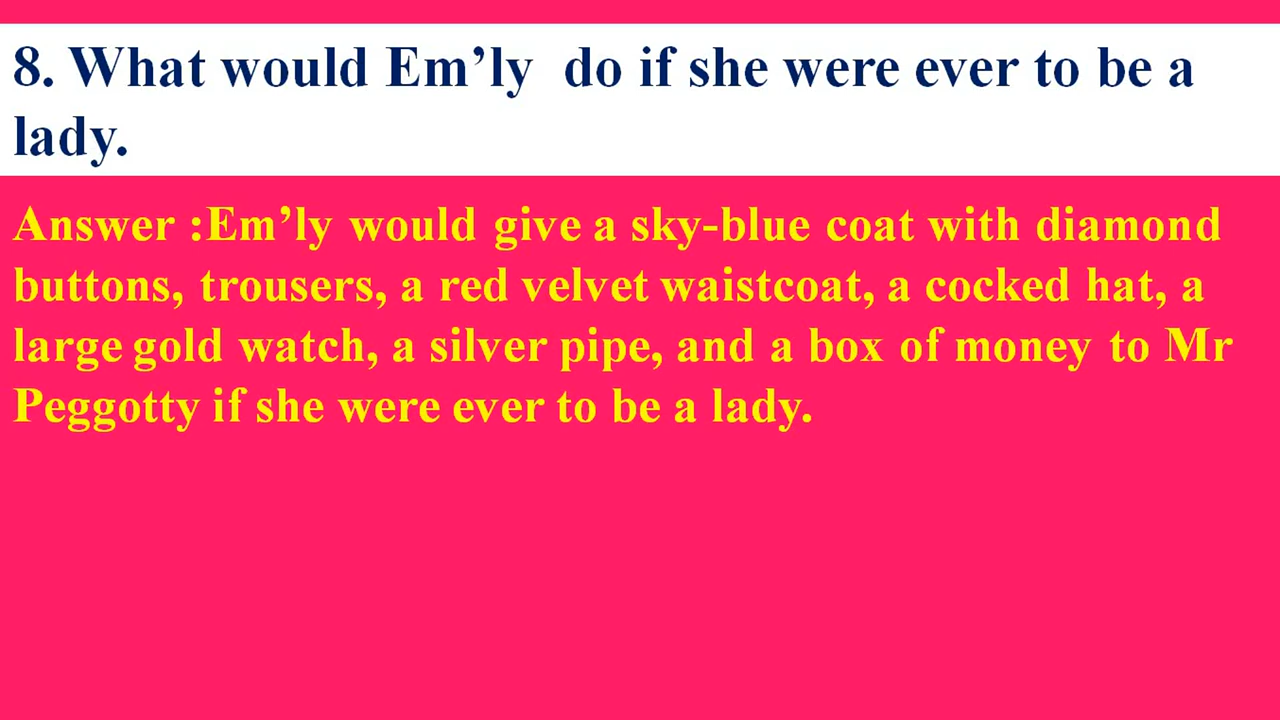 8. What would Em’ly  do if she were ever to be a
lady.
Answer :Em’ly would give a sky-blue coat with diamond
buttons, trousers, a red velvet waistcoat, a cocked hat, a
large gold watch, a silver pipe, and a box of money to Mr
Peggotty if she were ever to be a lady.